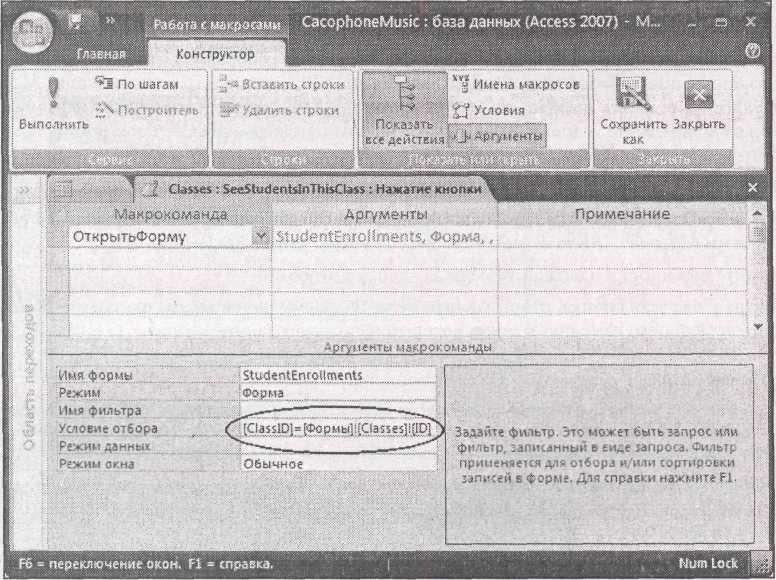 Работа с макросами CacophoneMusic : база данных (Access 2007) - М...
Главная Конструктор
Выполнить
По шагам
Построитель
Сервис
Вставить строки
Удалить строки
Строки
Показать все действия
Имена макросов
Условия
Аргументы
Показать или скрыть
Сохранить как
Закрыть
Закрыть
Classes : SeeStudentsInThisClass : Нажатие кнопки
Макрокоманда Аргументы Примечание
ОткрытьФорму StudentEnrollments, Форма, ,
Область переходов
Аргументы макрокоманды
Имя формы StudentEnrollments
Режим Форма
Имя фильтра
Условие отбора [ClassID]=[Формы]![Classes]![ID]
Режим данных
Режим окна Обычное
Задайте фильтр. Это может быть запрос или
фильтр, записанный в виде запроса. Фильтр
применяется для отбора и/или сортировки
записей в форме. Для справки нажмите F1.
F6 = переключение окон. F1 = справка. Num Lock